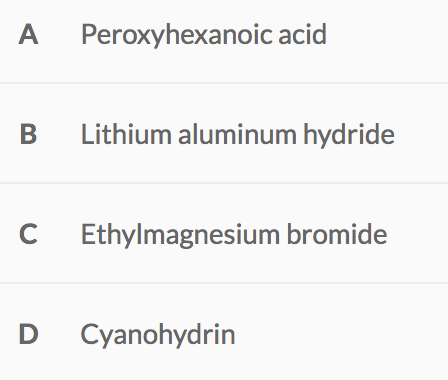 A Peroxyhexanoic acid
B Lithium aluminum hydride
C Ethylmagnesium bromide
D Cyanohydrin